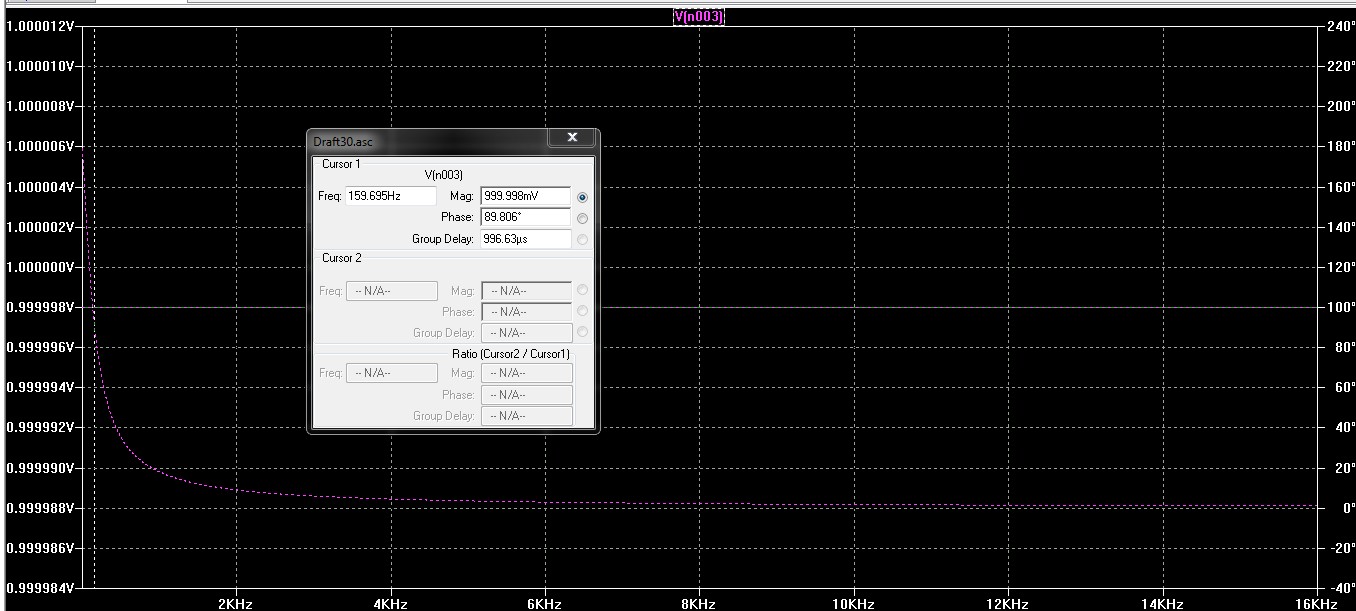 V(n003)
1.000012V
1.000010V
1.000008V
1.000006V
1.000004V
1.000002V
1.000000V
0.999998V
0.999996V
0.999994V
0.999992V
0.999990V
0.999988V
0.999986V
0.999984V
240°
220°
200°
180°
160°
140°
120°
100°
80°
60°
40°
20°
0°
-20°
-40°
2KHz 4KHz 6KHz 8KHz 10KHz 12KHz 14KHz 16KHz
Draft30.asc X
Cursor 1
V(n003)
Freq: 159.695Hz Mag: 999.998mV
Phase: 89.806°
Group Delay: 996.63µs
Cursor 2
Freq: -- N/A-- Mag: -- N/A--
Phase: -- N/A--
Group Delay: -- N/A--
Ratio (Cursor2 / Cursor1)
Freq: -- N/A-- Mag: -- N/A--
Phase: -- N/A--
Group Delay: -- N/A--